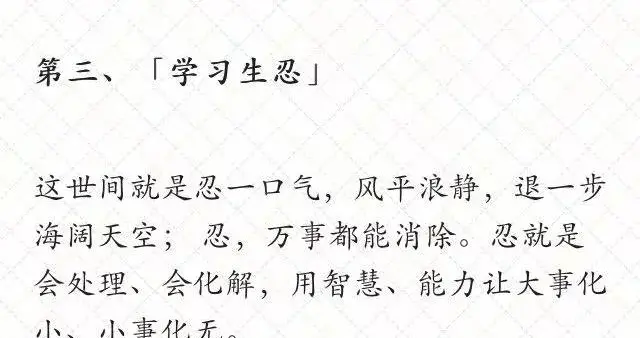 第三、「学习生忍」
这世间就是忍一口气，风平浪静，退一步
海阔天空； 忍，万事都能消除。忍就是
会处理、会化解，用智慧、能力让大事化
小、小事化无。